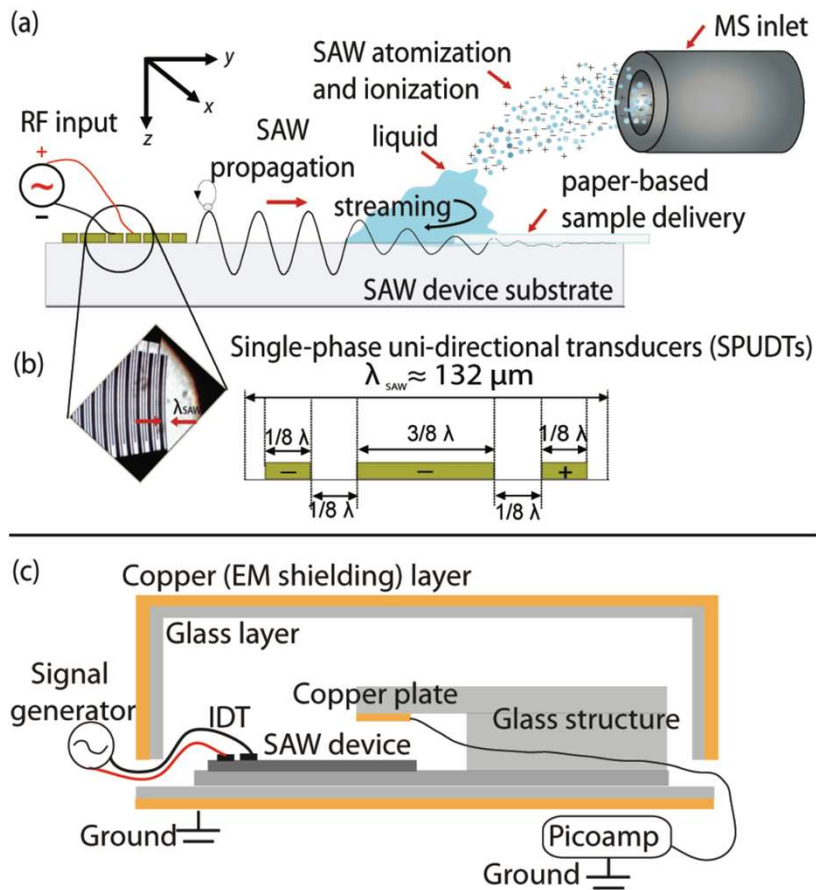 (a)
MS inlet
SAW atomization
and ionization
y
x
z
RF input
+
−
SAW
propagation
liquid
streaming
paper-based
sample delivery
SAW device substrate
(b)
λSAW
Single-phase uni-directional transducers (SPUDTs)
λ SAW ≈ 132 μm
1/8 λ
3/8 λ
1/8 λ
− − +
1/8 λ
1/8 λ
(c)
Copper (EM shielding) layer
Glass layer
Signal
generator
IDT
Copper plate
Glass structure
SAW device
Ground
Picoamp
Ground